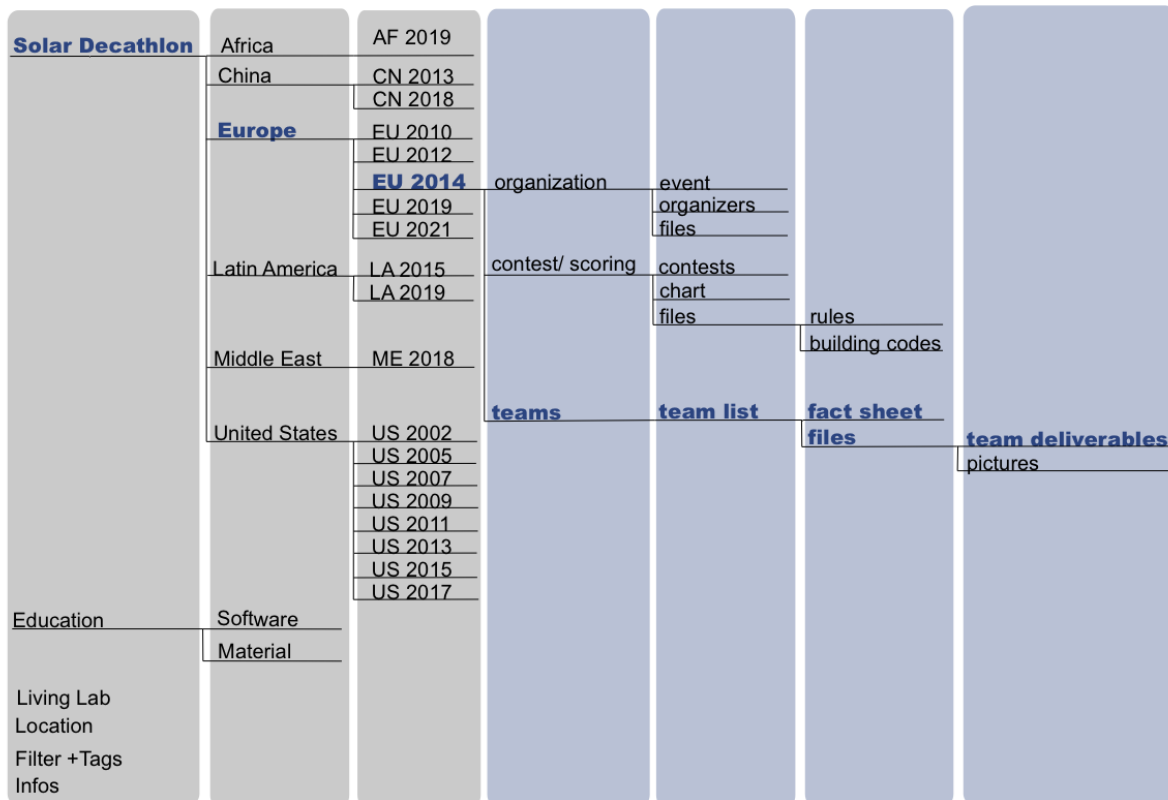 Solar Decathlon
Africa
AF 2019
China
CN 2013
CN 2018
Europe
EU 2010
EU 2012
EU 2014
organization
event
organizers
files
EU 2019
EU 2021
contest/ scoring
contests
chart
files
rules
building codes
Latin America
LA 2015
LA 2019
Middle East
ME 2018
teams
team list
fact sheet
files
team deliverables
pictures
United States
US 2002
US 2005
US 2007
US 2009
US 2011
US 2013
US 2015
US 2017
Education
Software
Material
Living Lab
Location
Filter +Tags
Infos